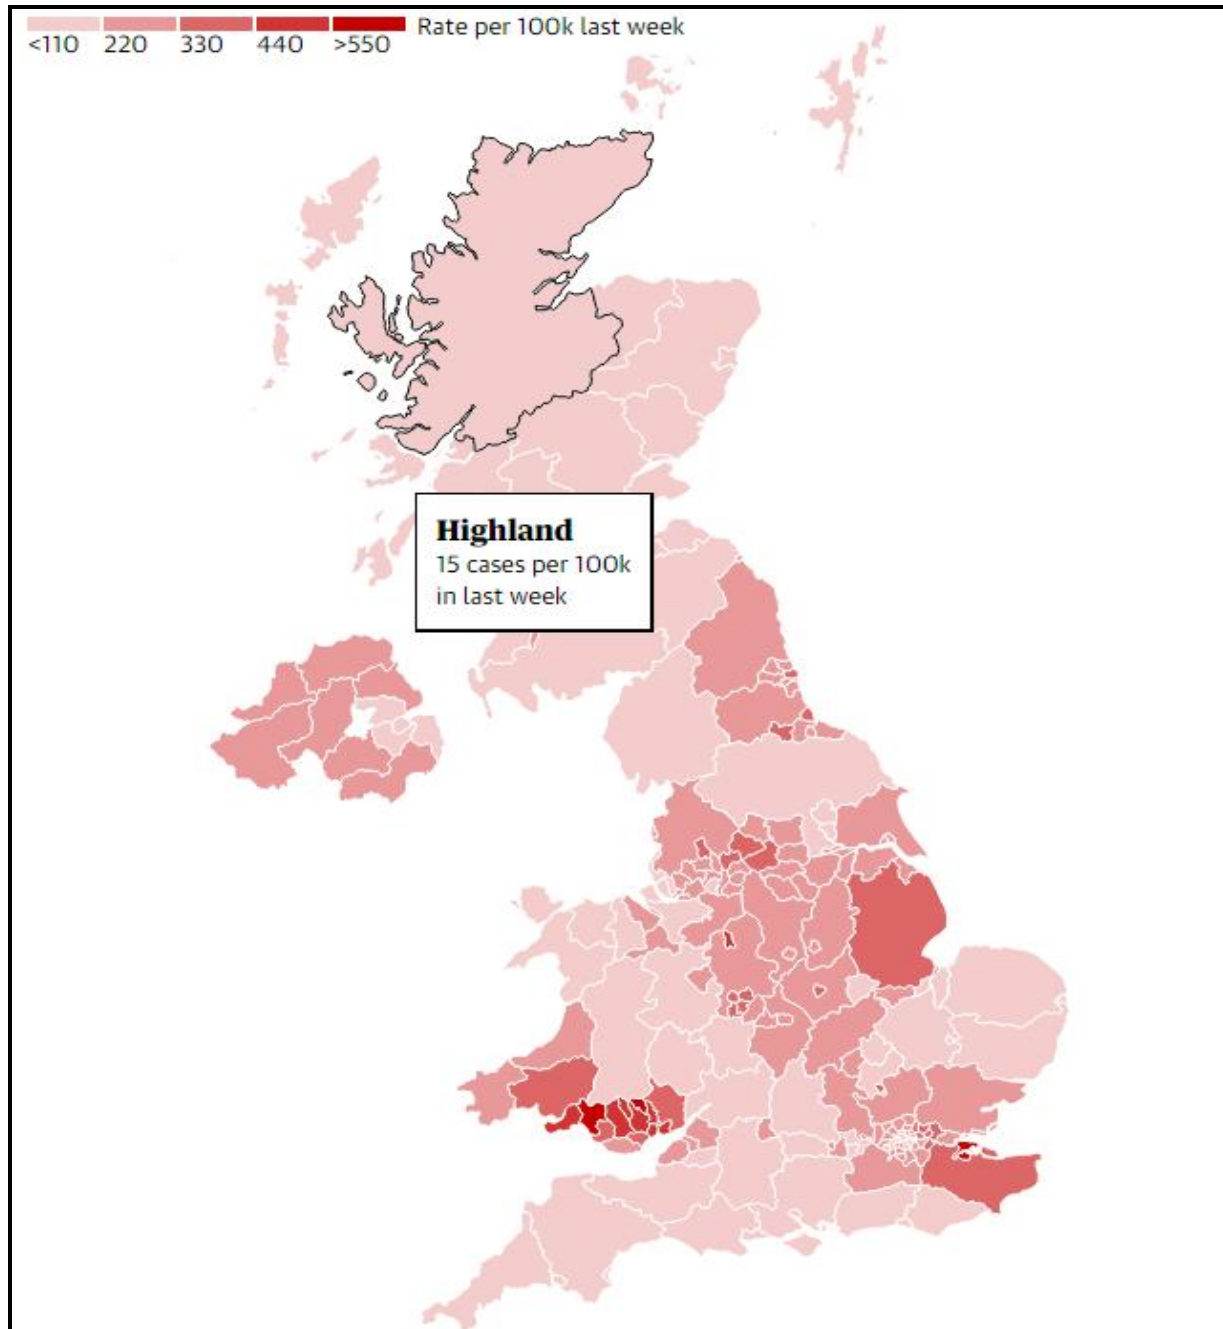 Rate per 100k last week
<110 220 330 440 >550
Highland
15 cases per 100k
in last week